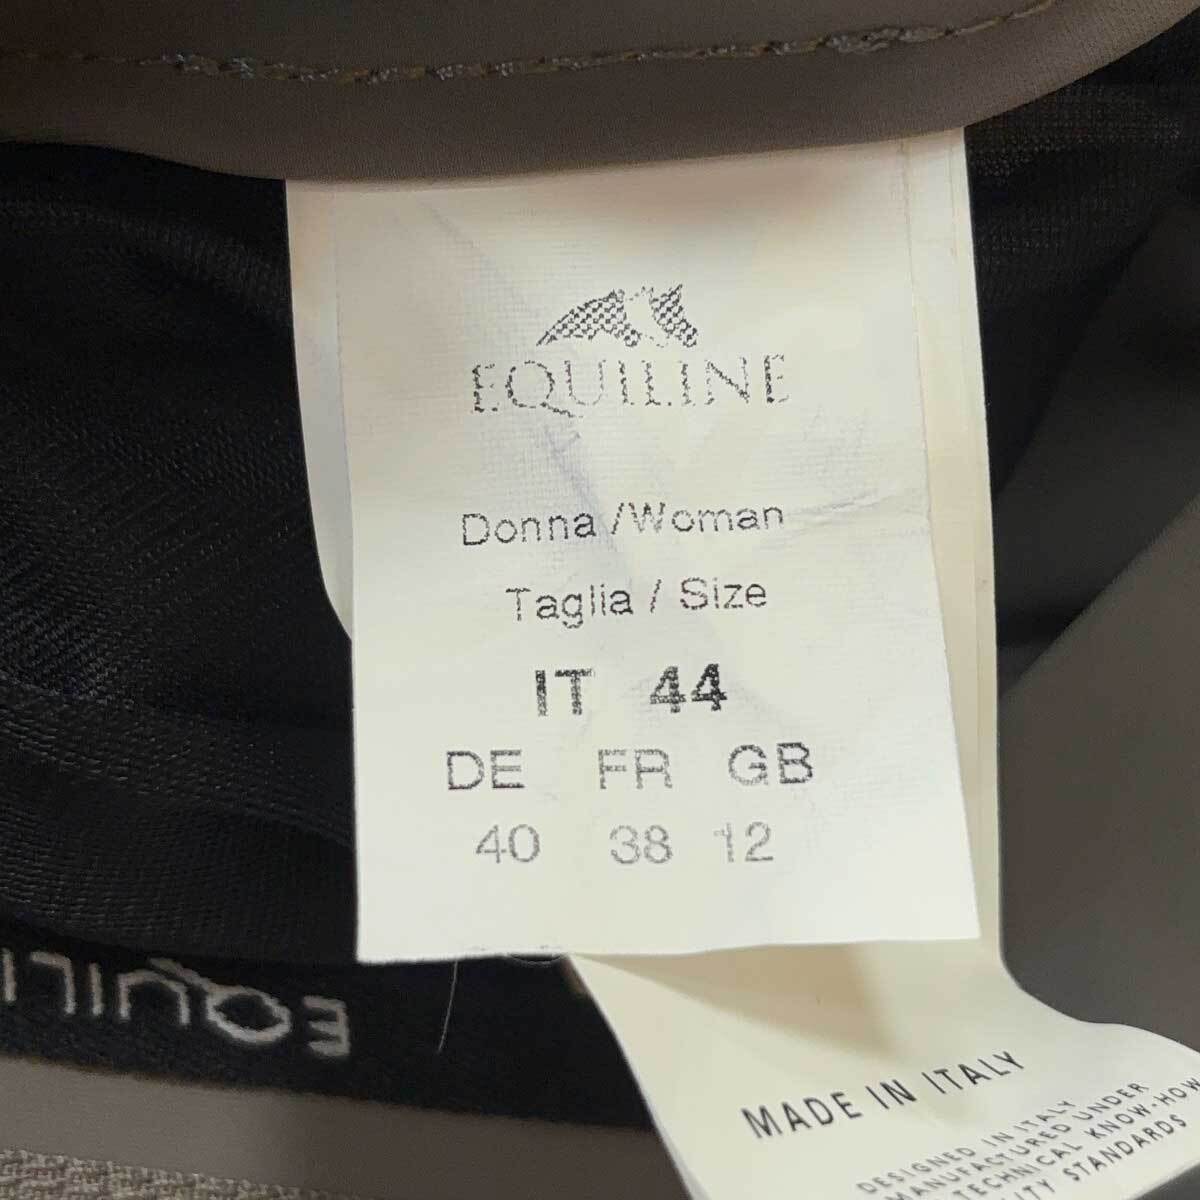 EQUILINE
Donna / Woman
Taglia / Size
IT 44
DE FR GB
40 38 12
EQUILI
MADE IN ITALY
DESIGNED IN ITALY
MANUFACTURED UNDER
TECHNICAL KNOW-HOW
STANDARDS